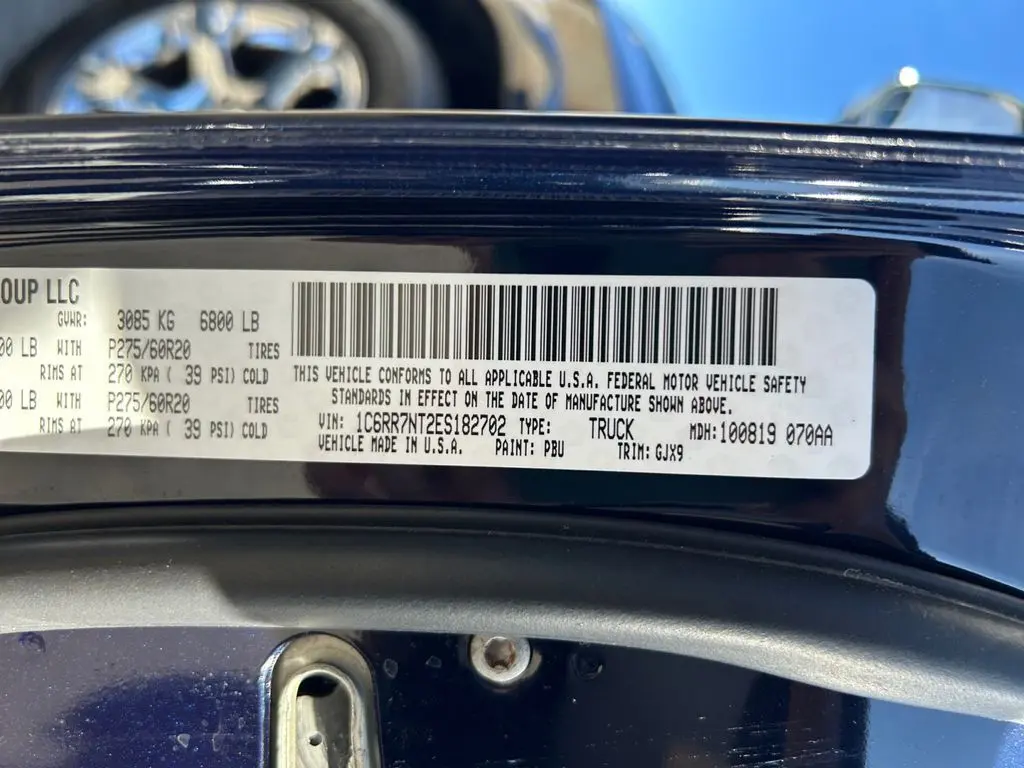 OUP LLC
GVWR: 3085 KG 6800 LB
00 LB WITH P275/60R20 TIRES
RIMS AT 270 KPA ( 39 PSI) COLD
00 LB WITH P275/60R20 TIRES
RIMS AT 270 KPA ( 39 PSI) COLD
THIS VEHICLE CONFORMS TO ALL APPLICABLE U.S.A. FEDERAL MOTOR VEHICLE SAFETY
STANDARDS IN EFFECT ON THE DATE OF MANUFACTURE SHOWN ABOVE.
VIN: 1C6RR7NT2ES182702 TYPE: TRUCK MDH: 100819 070AA
VEHICLE MADE IN U.S.A. PAINT: PBU TRIM: GJX9